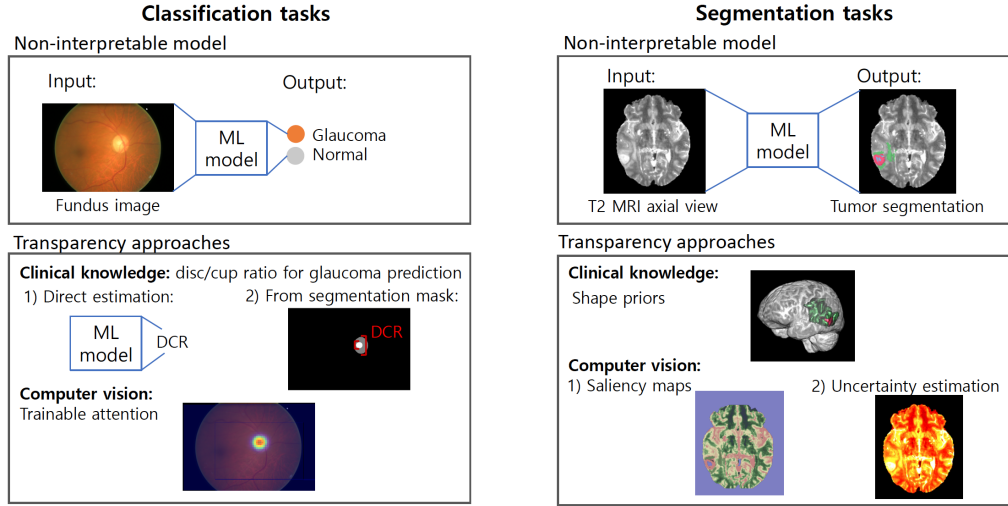 Classification tasks
Non-interpretable model
Input:
Output:
ML
model
Glaucoma
Normal
Fundus image
Transparency approaches
Clinical knowledge: disc/cup ratio for glaucoma prediction
1) Direct estimation:
2) From segmentation mask:
ML
model
DCR
DCR
Computer vision:
Trainable attention
Segmentation tasks
Non-interpretable model
Input:
Output:
ML
model
T2 MRI axial view
Tumor segmentation
Transparency approaches
Clinical knowledge:
Shape priors
Computer vision:
1) Saliency maps
2) Uncertainty estimation